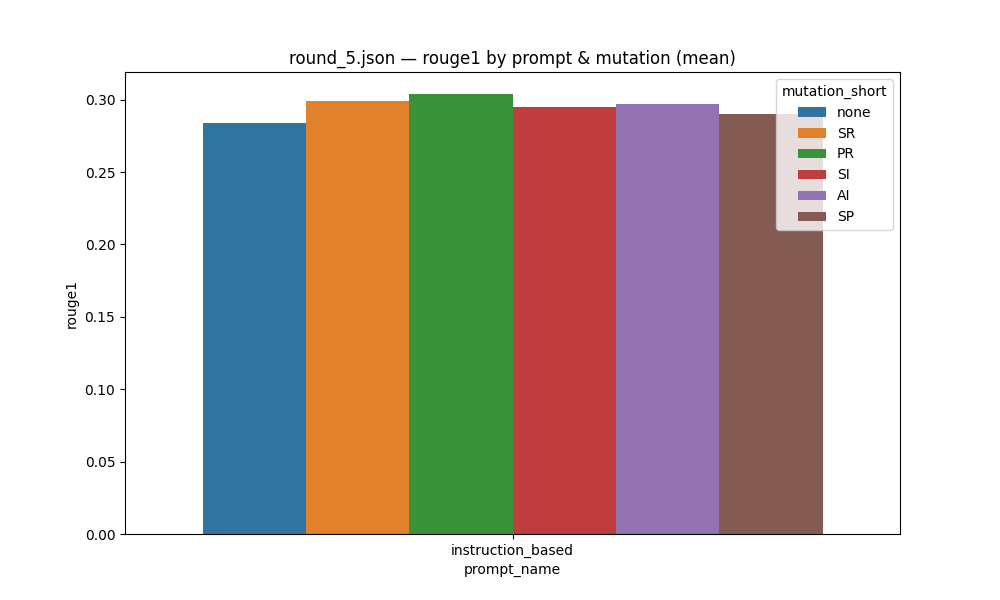 round_5.json — rouge1 by prompt & mutation (mean)
mutation_short
none
SR
PR
SI
AI
SP
0.30
0.25
0.20
0.15
0.10
0.05
0.00
rouge1
instruction_based
prompt_name